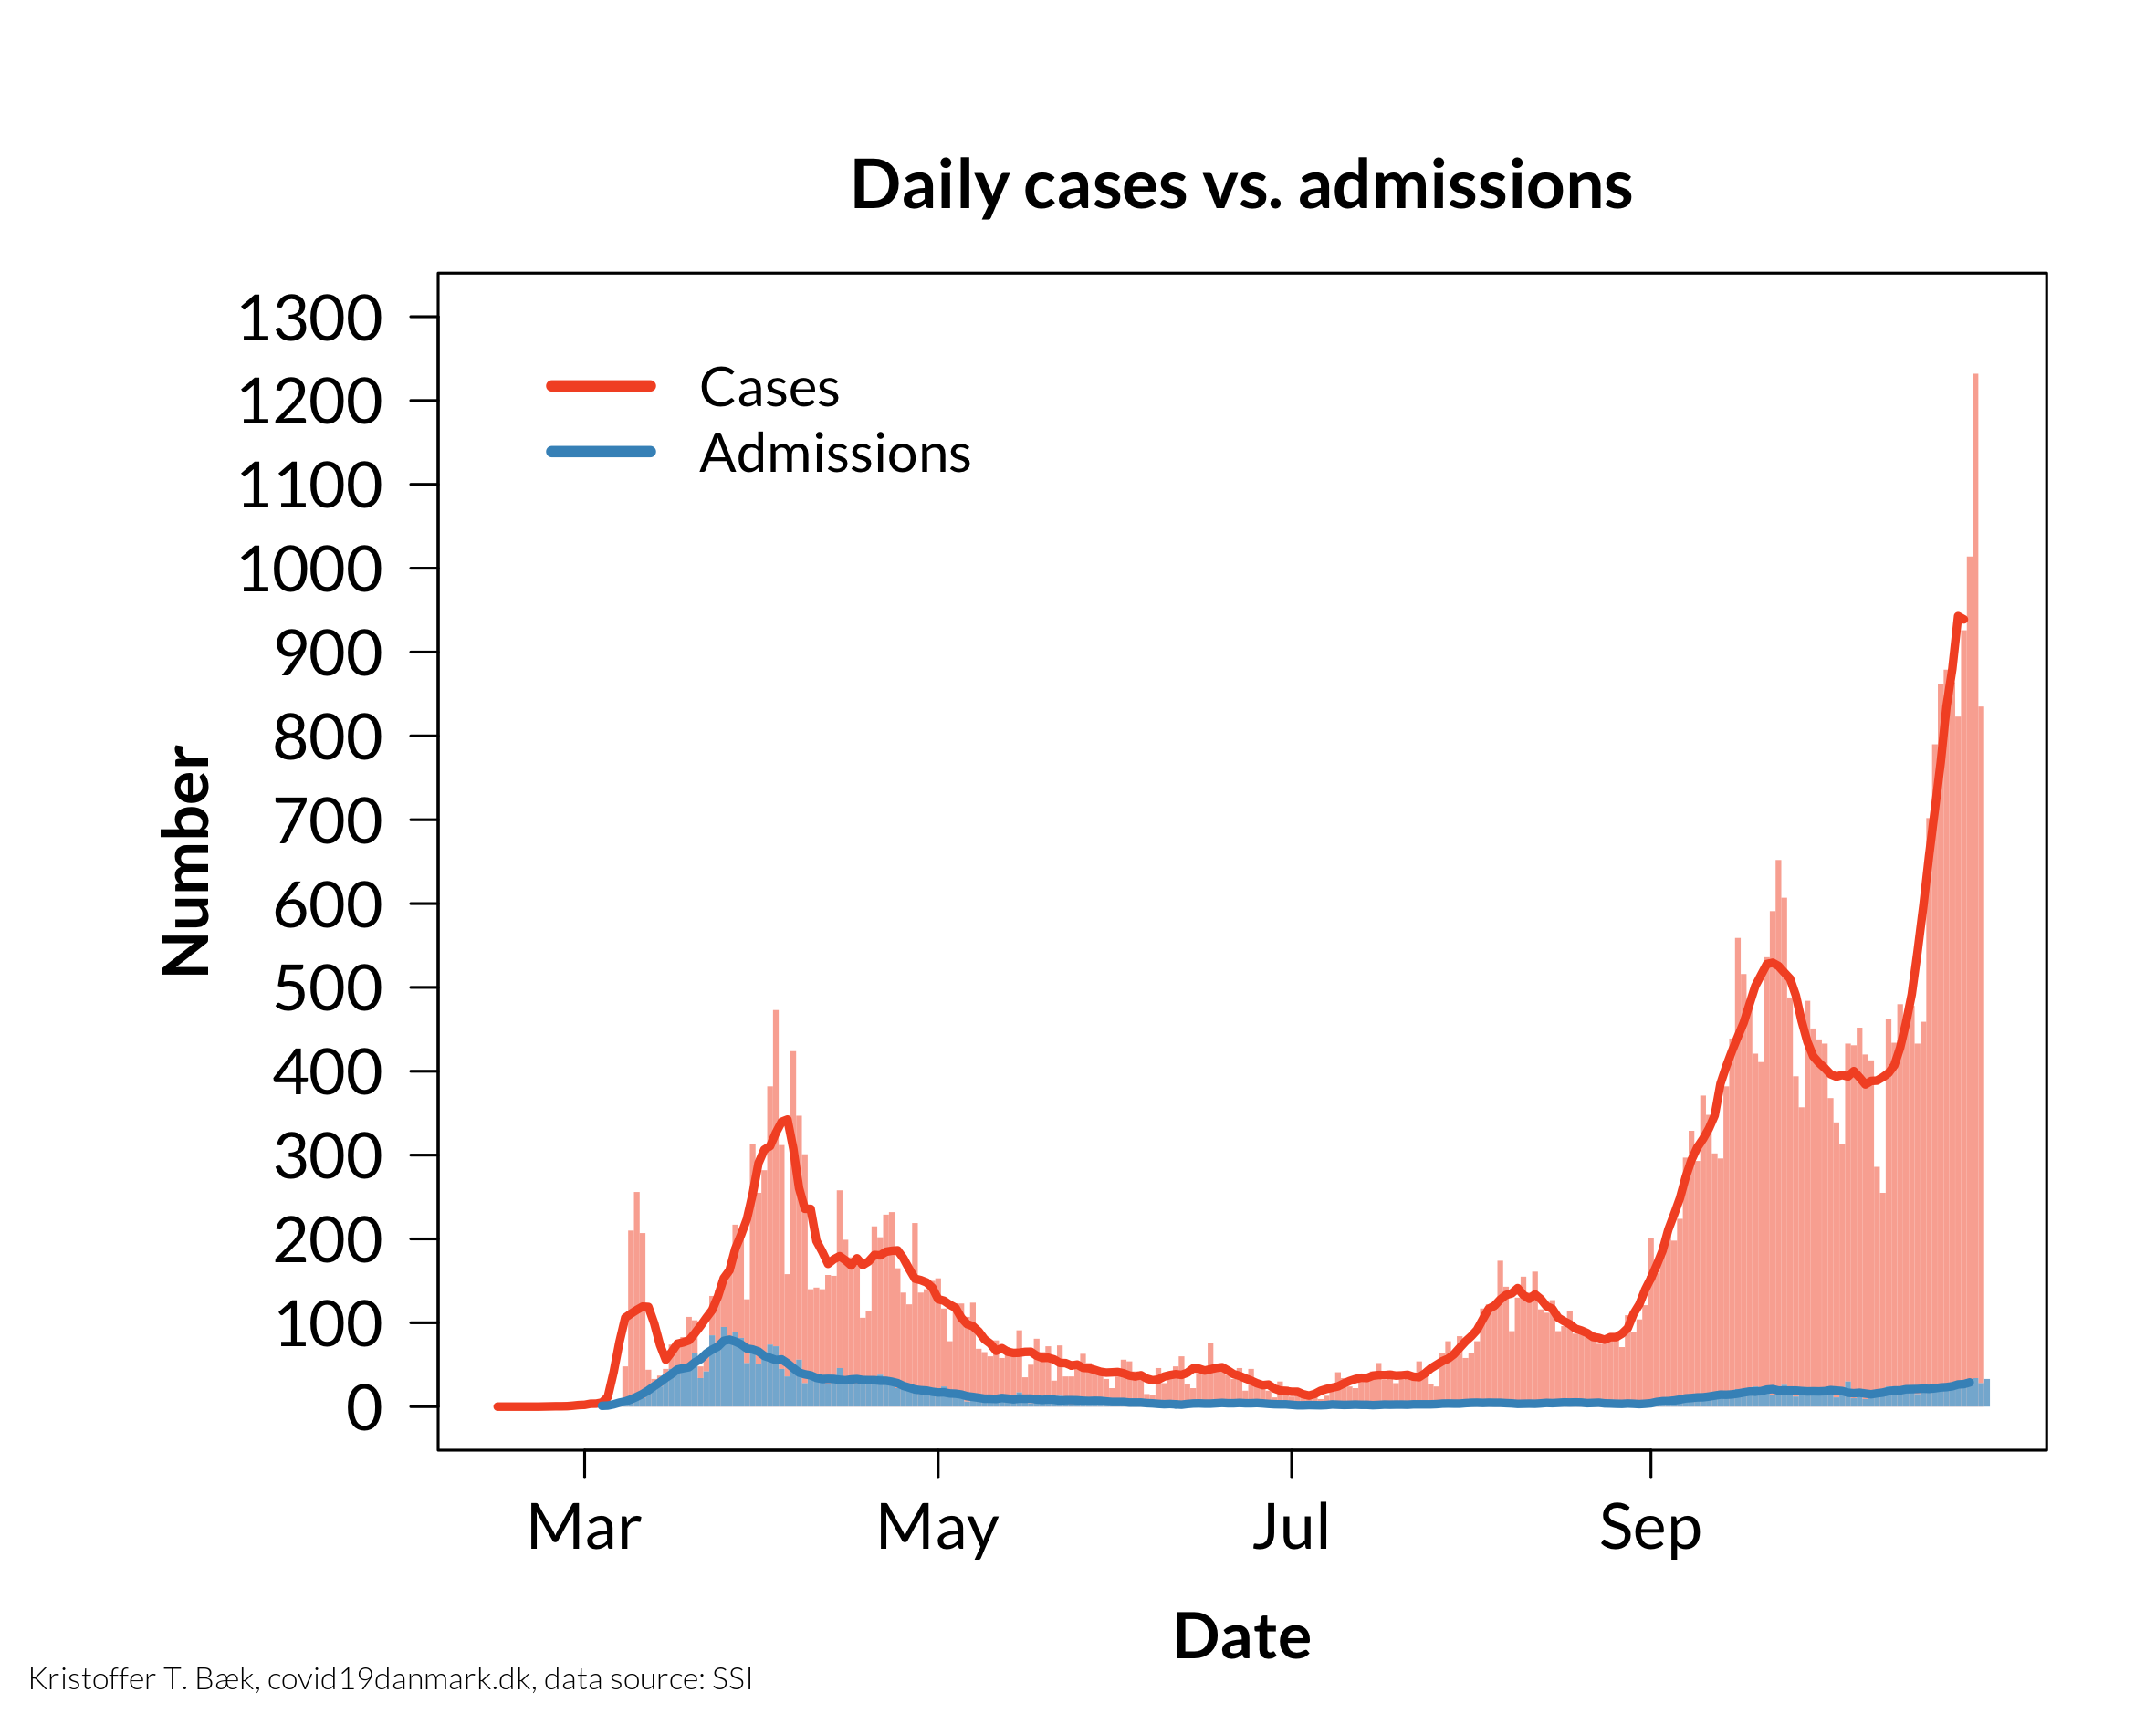 Daily cases vs. admissions
Cases
Admissions
1300
1200
1100
1000
900
800
700
600
500
400
300
200
100
0
Number
Mar May Jul Sep
Date
Kristoffer T. Bæk, covid19danmark.dk, data source: SSI